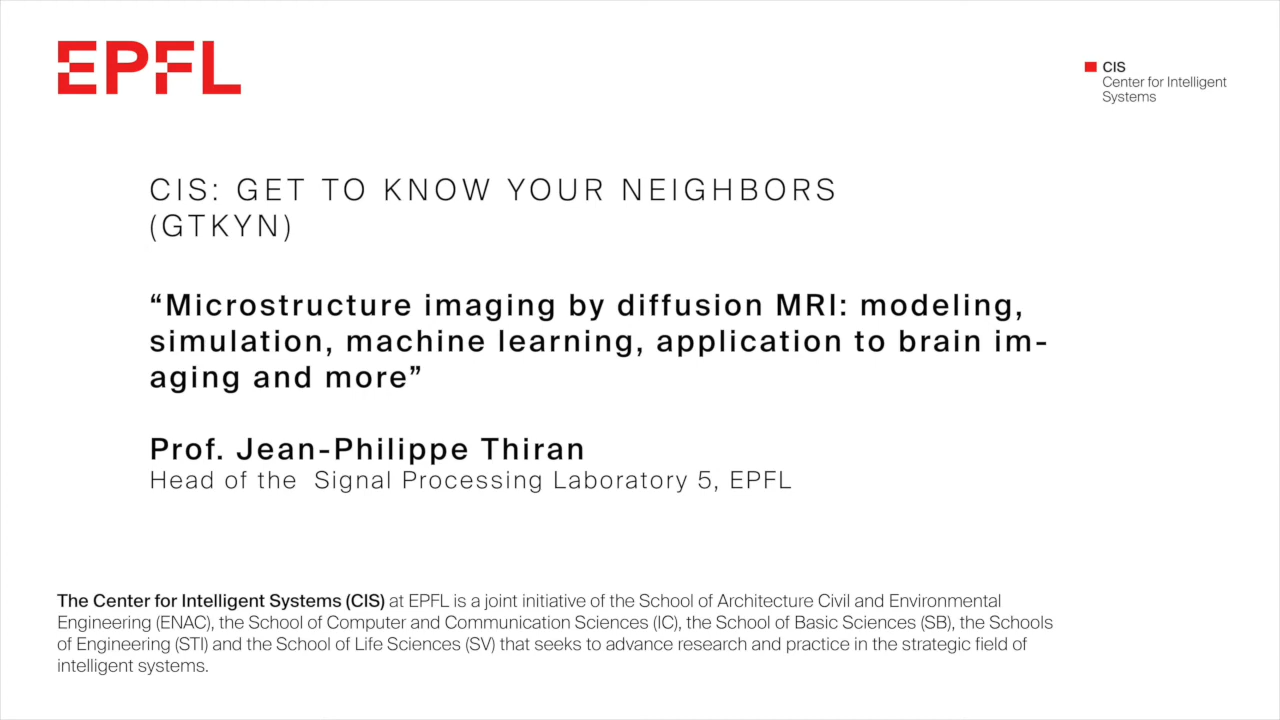 EPFL
CIS
Center for Intelligent
Systems
CIS: GET TO KNOW YOUR NEIGHBORS
(GTKYN)
“Microstructure imaging by diffusion MRI: modeling,
simulation, machine learning, application to brain im-
aging and more”
Prof. Jean-Philippe Thiran
Head of the  Signal Processing Laboratory 5, EPFL
The Center for Intelligent Systems (CIS) at EPFL is a joint initiative of the School of Architecture Civil and Environmental
Engineering (ENAC), the School of Computer and Communication Sciences (IC), the School of Basic Sciences (SB), the Schools
of Engineering (STI) and the School of Life Sciences (SV) that seeks to advance research and practice in the strategic field of
intelligent systems.